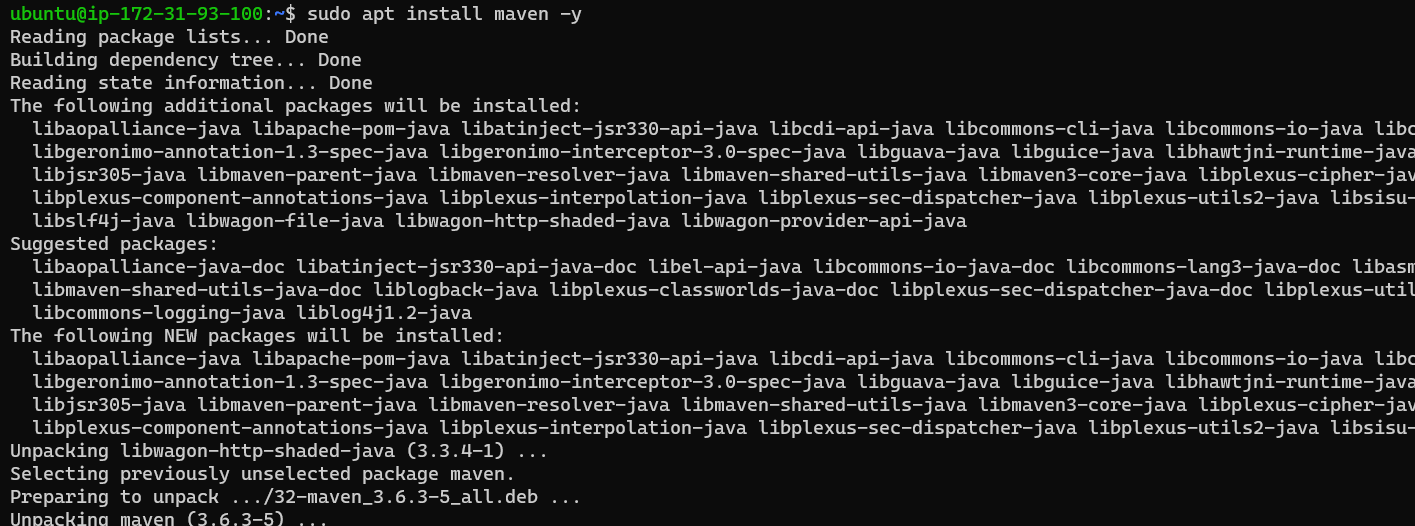 ubuntu@ip-172-31-93-100:~$ sudo apt install maven -y
Reading package lists... Done
Building dependency tree... Done
Reading state information... Done
The following additional packages will be installed:
  libaopalliance-java libapache-pom-java libatinject-jsr330-api-java libcdi-api-java libcommons-cli-java libcommons-io-java libc
  libgeronimo-annotation-1.3-spec-java libgeronimo-interceptor-3.0-spec-java libguava-java libguice-java libhawtjni-runtime-java
  libjsr305-java libmaven-parent-java libmaven-resolver-java libmaven-shared-utils-java libmaven3-core-java libplexus-cipher-jav
  libplexus-component-annotations-java libplexus-interpolation-java libplexus-sec-dispatcher-java libplexus-utils2-java libsisu-
  libslf4j-java libwagon-file-java libwagon-http-shaded-java libwagon-provider-api-java
Suggested packages:
  libaopalliance-java-doc libatinject-jsr330-api-java-doc libel-api-java libcommons-io-java-doc libcommons-lang3-java-doc libasm
  libmaven-shared-utils-java-doc liblogback-java libplexus-classworlds-java-doc libplexus-sec-dispatcher-java-doc libplexus-util
  libcommons-logging-java liblog4j1.2-java
The following NEW packages will be installed:
  libaopalliance-java libapache-pom-java libatinject-jsr330-api-java libcdi-api-java libcommons-cli-java libcommons-io-java libc
  libgeronimo-annotation-1.3-spec-java libgeronimo-interceptor-3.0-spec-java libguava-java libguice-java libhawtjni-runtime-java
  libjsr305-java libmaven-parent-java libmaven-resolver-java libmaven-shared-utils-java libmaven3-core-java libplexus-cipher-jav
  libplexus-component-annotations-java libplexus-interpolation-java libplexus-sec-dispatcher-java libplexus-utils2-java libsisu-
Unpacking libwagon-http-shaded-java (3.3.4-1) ...
Selecting previously unselected package maven.
Preparing to unpack .../32-maven_3.6.3-5_all.deb ...
Unpacking maven (3.6.3-5) ...